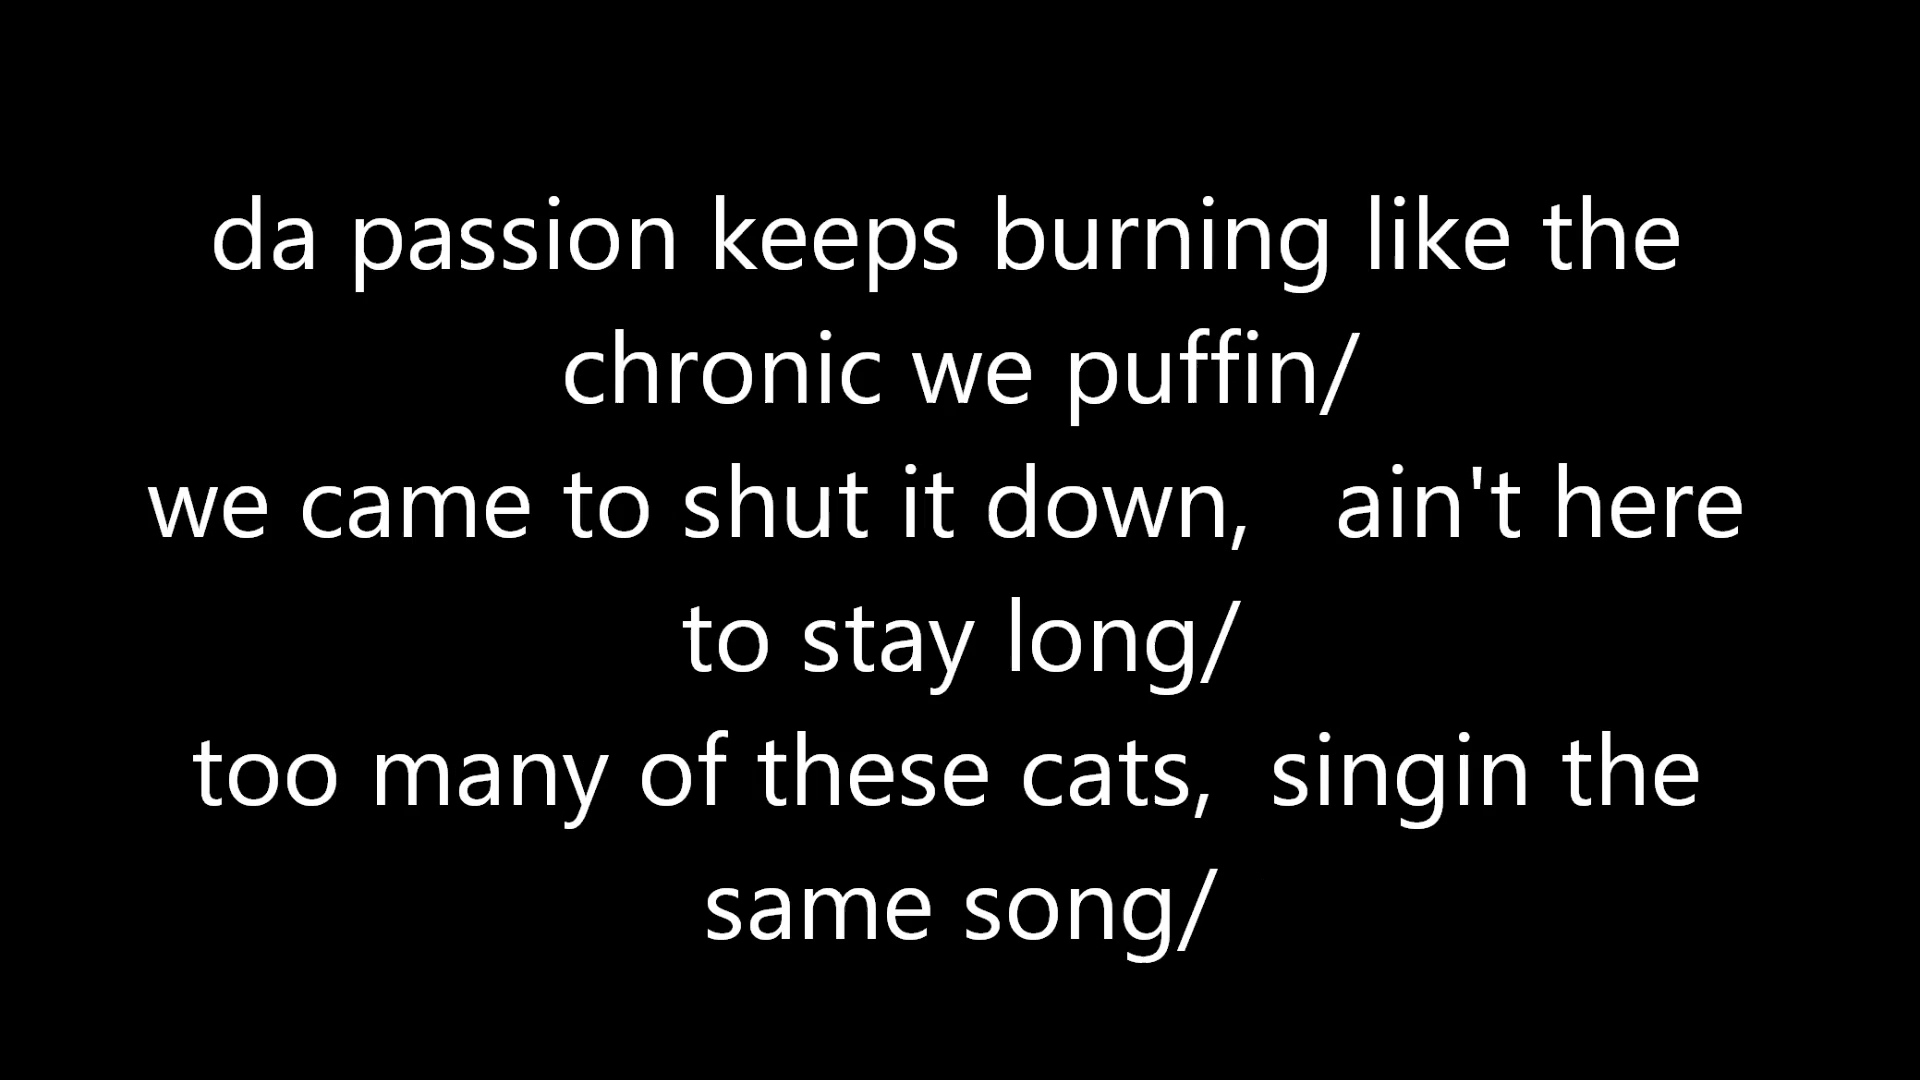 da passion keeps burning like the
chronic we puffin/
we came to shut it down,   ain't here
to stay long/
too many of these cats,  singin the
same song/